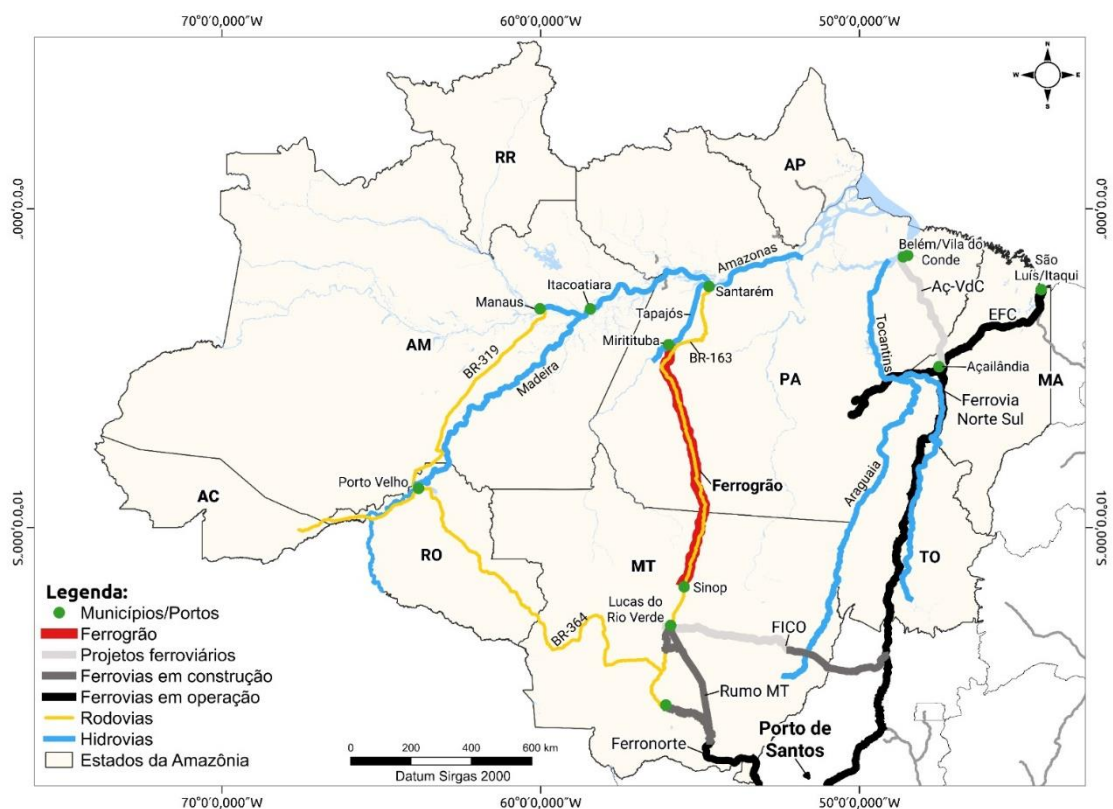 70°0'0,000"W
60°0'0,000"W
50°0'0,000"W
N
W
E
S
RR
AP
0°0'0,000"
0°0'0,000"
Belém/Vila do
Conde
São
Luís/Itaqui
Amazonas
Itacoatiara
Santarém
Aç-VdC
Manaus
Tapajós
EFC
Miritituba
BR-163
Tocantins
AM
BR-319
Madeira
PA
Açailândia
MA
Ferrovia
Norte Sul
Porto Velho
Ferrogrão
Araguaia
AC
10°0'0,000"S
10°0'0,000"S
RO
MT
TO
Sinop
Lucas do
Rio Verde
FICO
BR-364
Rumo MT
Porto de
Santos
Ferronorte
Legenda:
Municípios/Portos
Ferrogrão
Projetos ferroviários
Ferrovias em construção
Ferrovias em operação
Rodovias
Hidrovias
Estados da Amazônia
0 200 400 600 km
Datum Sirgas 2000
70°0'0,000"W
60°0'0,000"W
50°0'0,000"W